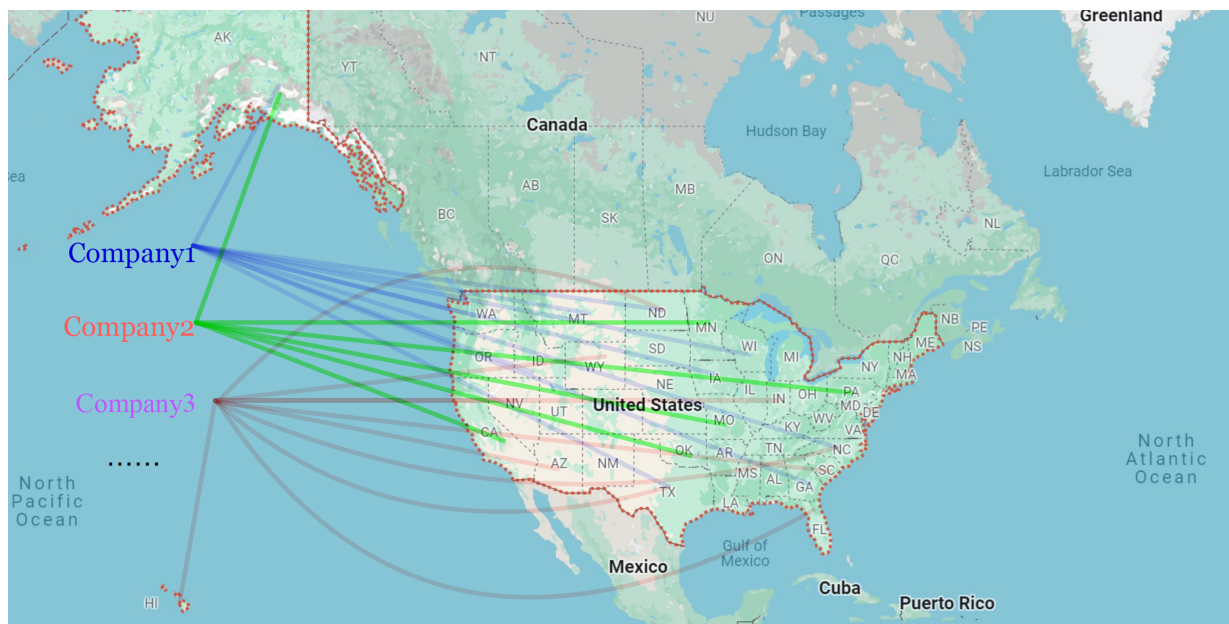 Passages
Greenland
NU
AK
NT
YT
Canada
Hudson Bay
Sea
Labrador Sea
AB
MB
SK
BC
NL
Company1
ON
QC
WA
MT
ND
MN
NB
PE
Company2
OR
ID
WY
SD
WI
MI
ME
NS
NH
NY
MA
IA
NE
IL
IN
OH
PA
MD
DE
Company3
NV
UT
United States
MO
WV
KY
VA
CA
AZ
NM
OK
AR
TN
NC
......
MS
AL
SC
GA
North
Pacific
Ocean
TX
LA
FL
North
Atlantic
Ocean
Gulf of
Mexico
Mexico
Cuba
Puerto Rico
HI